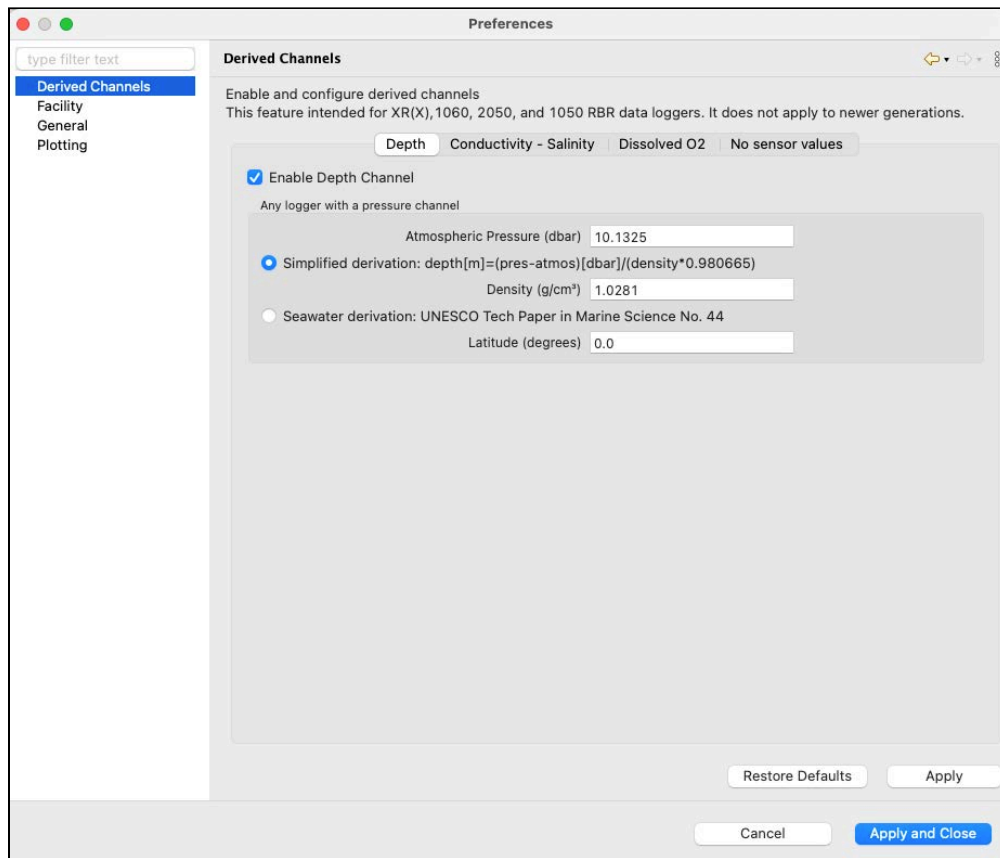 Preferences
type filter text
Derived Channels
Facility
General
Plotting
Derived Channels
Enable and configure derived channels
This feature intended for XR(X),1060, 2050, and 1050 RBR data loggers. It does not apply to newer generations.
Depth Conductivity - Salinity Dissolved O2 No sensor values
Enable Depth Channel
Any logger with a pressure channel
Atmospheric Pressure (dbar) 10.1325
Simplified derivation: depth[m]=(pres-atmos)[dbar]/(density*0.980665)
Density (g/cm³) 1.0281
Seawater derivation: UNESCO Tech Paper in Marine Science No. 44
Latitude (degrees) 0.0
Restore Defaults Apply
Cancel Apply and Close